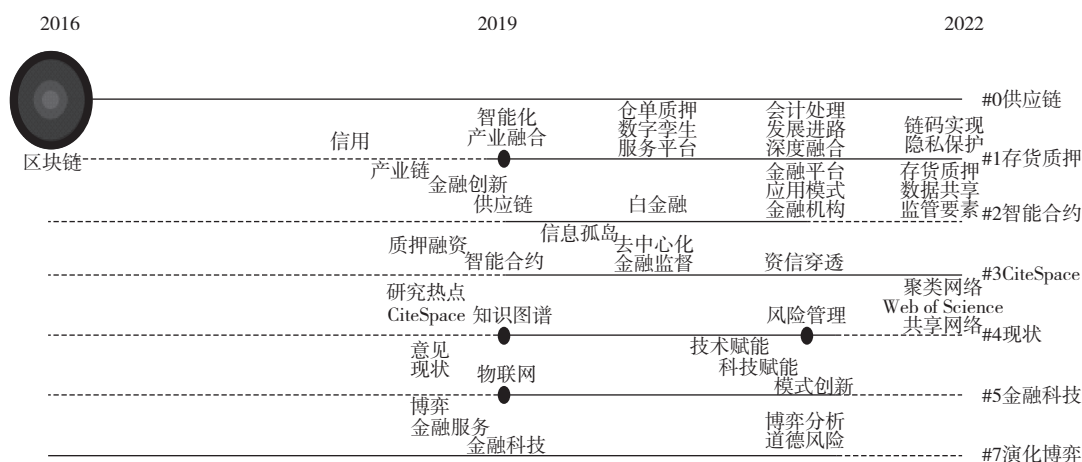 2016
2019
2022
区块链
#0供应链
信用
智能化
产业融合
仓单质押
数字孪生
服务平台
会计处理
发展进路
深度融合
链码实现
隐私保护
#1存货质押
产业链
金融创新
供应链
白金融
金融平台
应用模式
金融机构
存货质押
数据共享
监管要素
#2智能合约
质押融资
智能合约
信息孤岛
去中心化
金融监督
资信穿透
#3CiteSpace
研究热点
CiteSpace
知识图谱
风险管理
聚类网络
Web of Science
共享网络
#4现状
意见
现状
物联网
技术赋能
科技赋能
模式创新
#5金融科技
博弈
金融服务
金融科技
博弈分析
道德风险
#7演化博弈